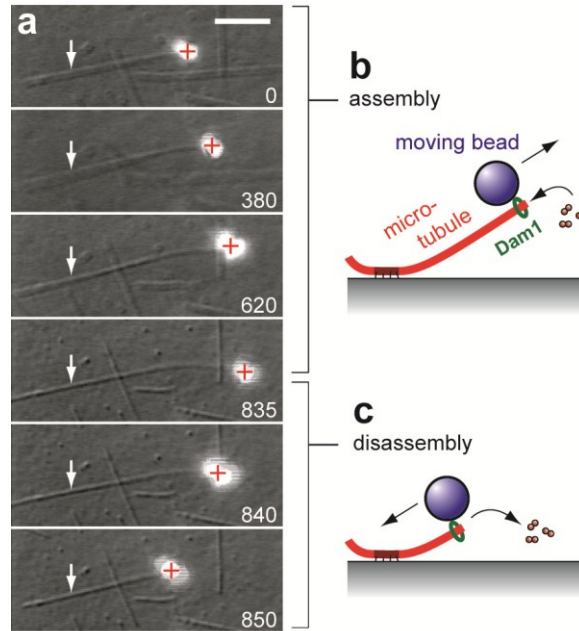 a
0
380
620
835
840
850
b
assembly
moving bead
micro-
tubule
Dam1
c
disassembly